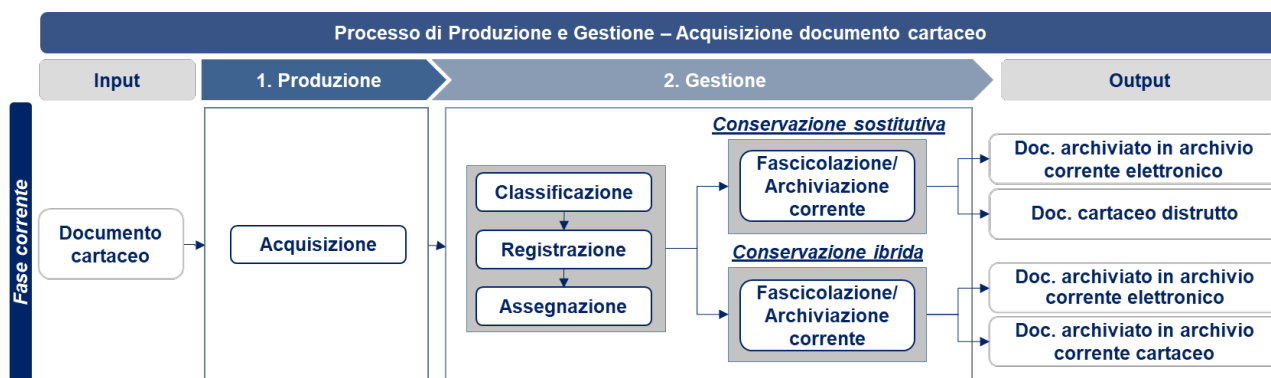 Processo di Produzione e Gestione – Acquisizione documento cartaceo
Input
1. Produzione
2. Gestione
Output
Fase corrente
Documento
cartaceo
Acquisizione
Classificazione
Registrazione
Assegnazione
Conservazione sostitutiva
Fascicolazione/
Archiviazione
corrente
Conservazione ibrida
Fascicolazione/
Archiviazione
corrente
Doc. archiviato in archivio
corrente elettronico
Doc. cartaceo distrutto
Doc. archiviato in archivio
corrente elettronico
Doc. archiviato in archivio
corrente cartaceo